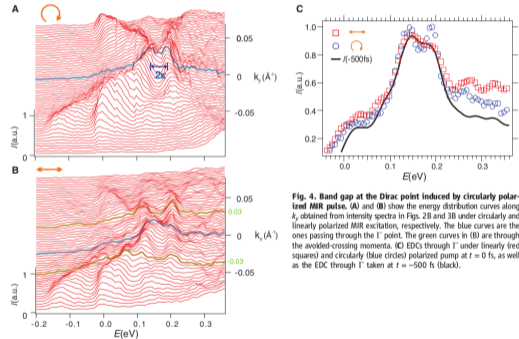 A
0.05
0
-0.05
k_y (Å⁻¹)
2x
I(a.u.)
1
0
B
0.05
0.03
0
k_y (Å⁻¹)
-0.03
-0.05
I(a.u.)
1
0
-0.2 -0.1 0.0 0.1 0.2 0.3
E(eV)
C
1.0
0.8
0.6
0.4
0.2
I(a.u.)
I(-500fs)
0.0 0.1 0.2 0.3
E(eV)
Fig. 4. Band gap at the Dirac point induced by circularly polar-
ized MIR pulse. (A) and (B) show the energy distribution curves along
k_y obtained from intensity spectra in Figs. 2B and 3B under circularly and
linearly polarized MIR excitation, respectively. The blue curves are the
ones passing through the Γ̄ point. The green curves in (B) are through
the avoided-crossing momenta. (C) EDCs through Γ̄ under linearly (red
squares) and circularly (blue circles) polarized pump at t = 0 fs, as well
as the EDC through Γ̄ taken at t = −500 fs (black).